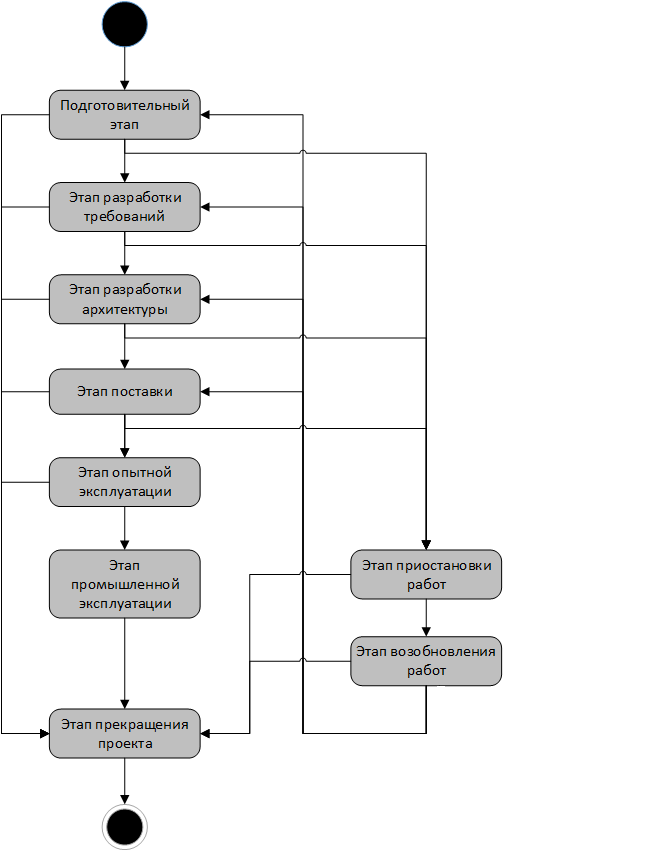 Подготовительный
этап
Этап разработки
требований
Этап разработки
архитектуры
Этап поставки
Этап опытной
эксплуатации
Этап
промышленной
эксплуатации
Этап приостановки
работ
Этап возобновления
работ
Этап прекращения
проекта